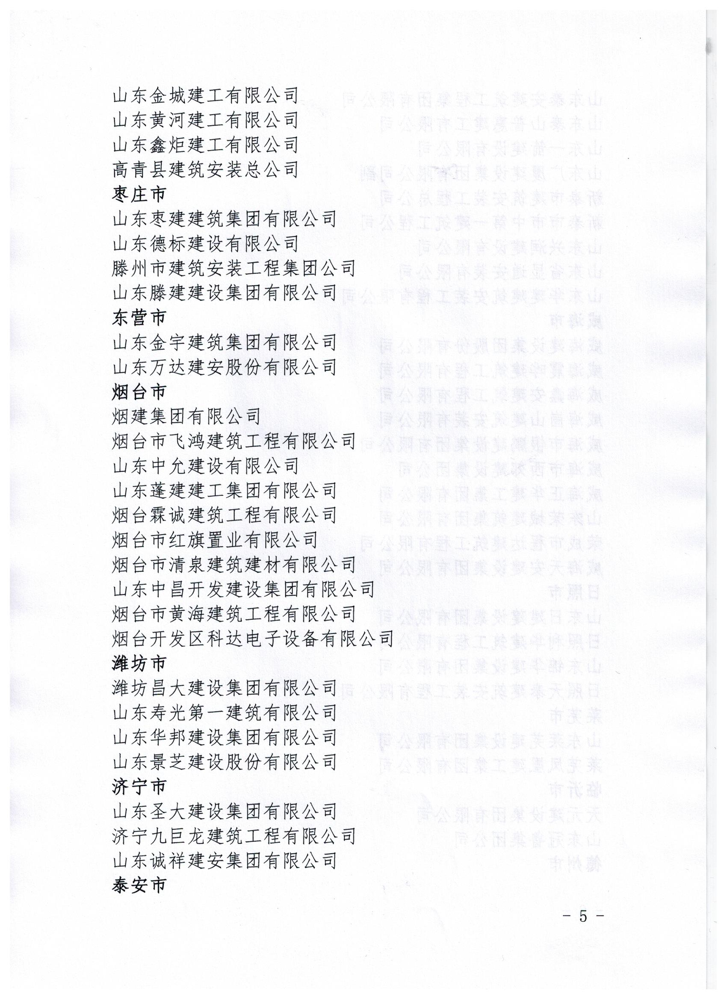 山东金城建工有限公司
山东黄河建工有限公司
山东鑫炬建工有限公司
高青县建筑安装总公司
枣庄市
山东枣建建筑集团有限公司
山东德标建设有限公司
滕州市建筑安装工程集团公司
山东滕建建设集团有限公司
东营市
山东金宇建筑集团有限公司
山东万达建安股份有限公司
烟台市
烟建集团有限公司
烟台市飞鸿建筑工程有限公司
山东中允建设有限公司
山东蓬建建工集团有限公司
烟台霖诚建筑工程有限公司
烟台市红旗置业有限公司
烟台市清泉建筑建材有限公司
山东中昌开发建设集团有限公司
烟台市黄海建筑工程有限公司
烟台开发区科达电子设备有限公司
潍坊市
潍坊昌大建设集团有限公司
山东寿光第一建筑有限公司
山东华邦建设集团有限公司
山东景芝建设股份有限公司
济宁市
山东圣大建设集团有限公司
济宁九巨龙建筑工程有限公司
山东诚祥建安集团有限公司
泰安市
- 5 -